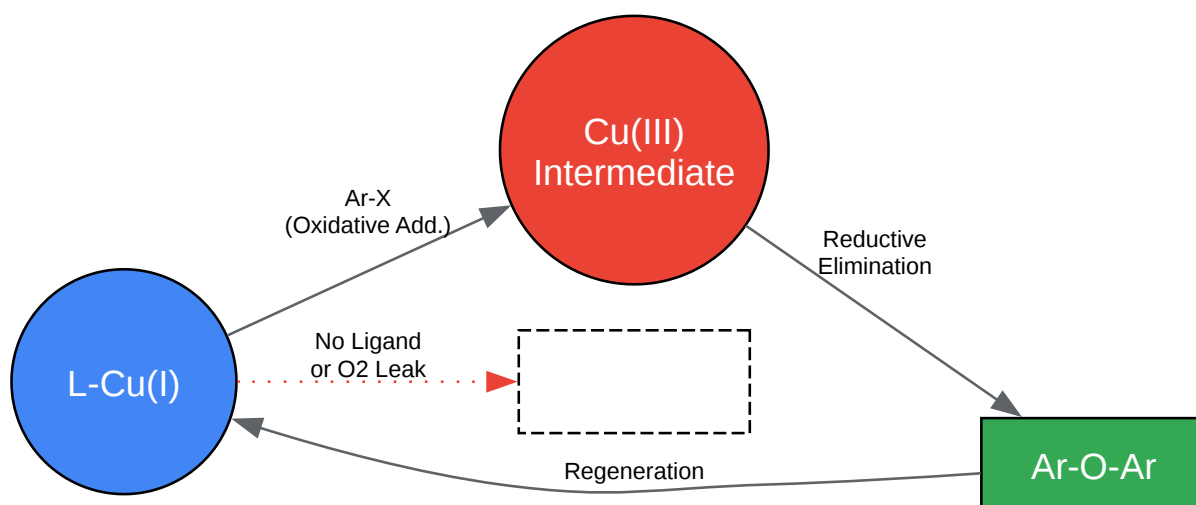 Cu(III)
Intermediate
Ar-X
(Oxidative Add.)
Reductive
Elimination
No Ligand
or O2 Leak
L-Cu(I)
Regeneration
Ar-O-Ar